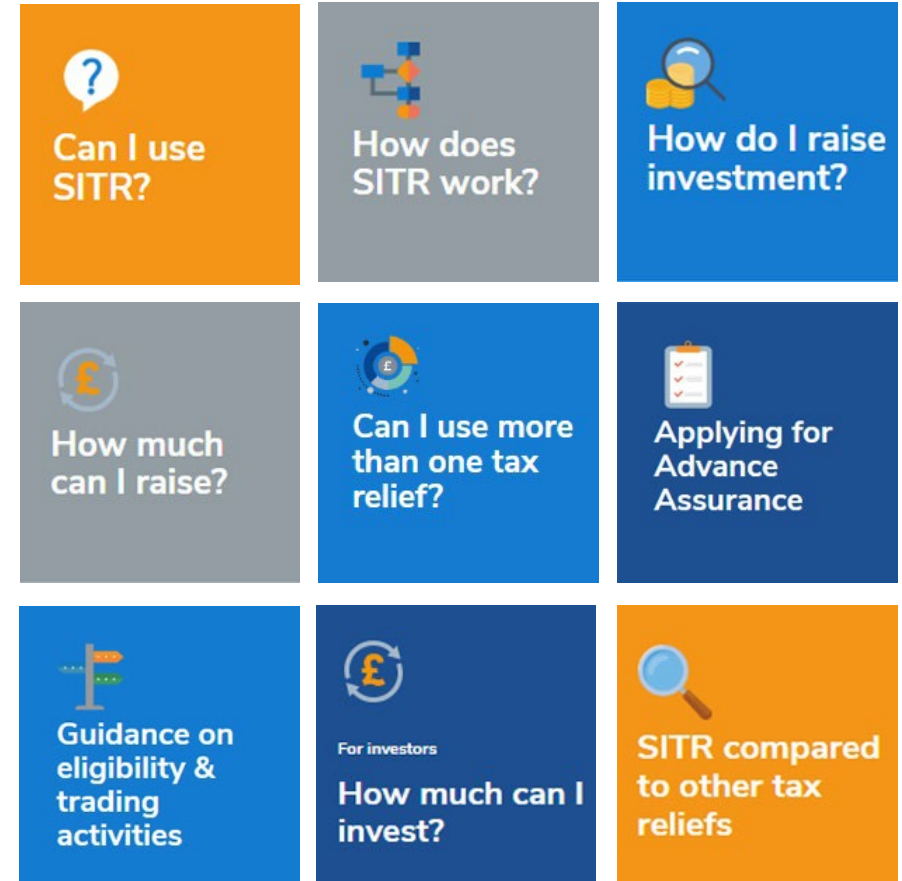 ?
Can I use
SITR?
How does
SITR work?
How do I raise
investment?
£
How much
can I raise?
£
Can I use more
than one tax
relief?
Applying for
Advance
Assurance
Guidance on
eligibility &
trading
activities
£
For investors
How much can I
invest?
SITR compared
to other tax
reliefs